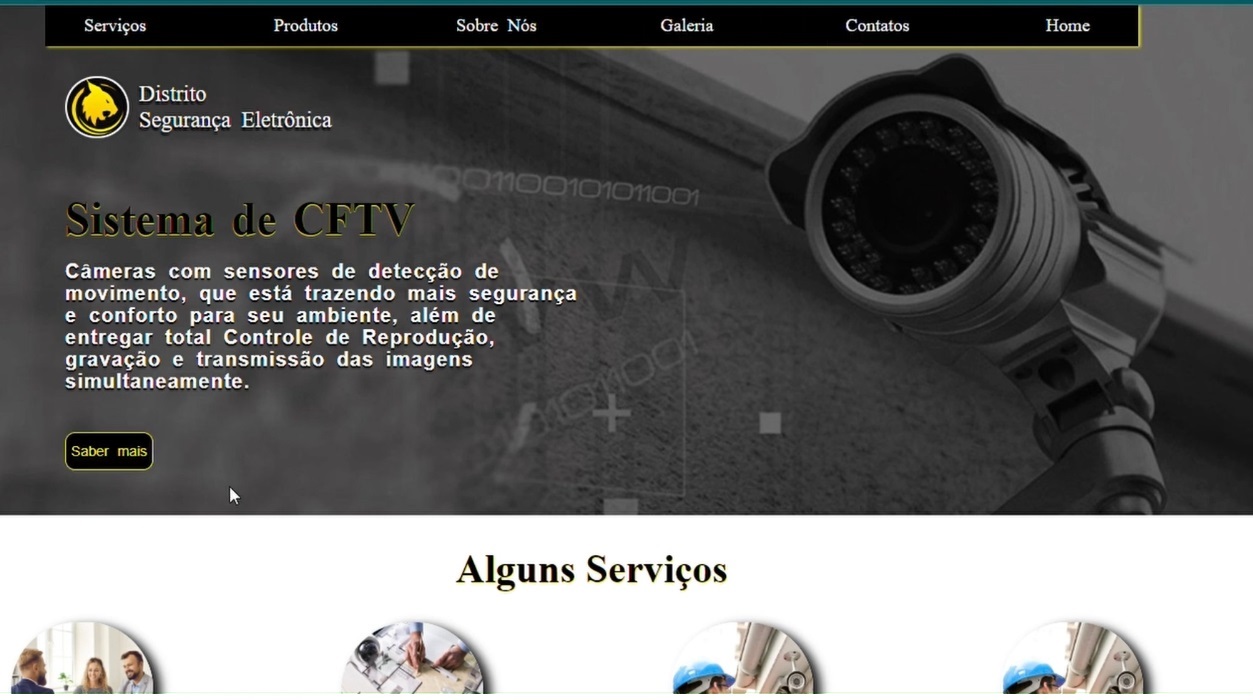 Serviços Produtos Sobre Nós Galeria Contatos Home
Distrito
Segurança Eletrônica
Sistema de CFTV
Câmeras com sensores de detecção de
movimento, que está trazendo mais segurança
e conforto para seu ambiente, além de
entregar total Controle de Reprodução,
gravação e transmissão das imagens
simultaneamente.
Saber mais
Alguns Serviços